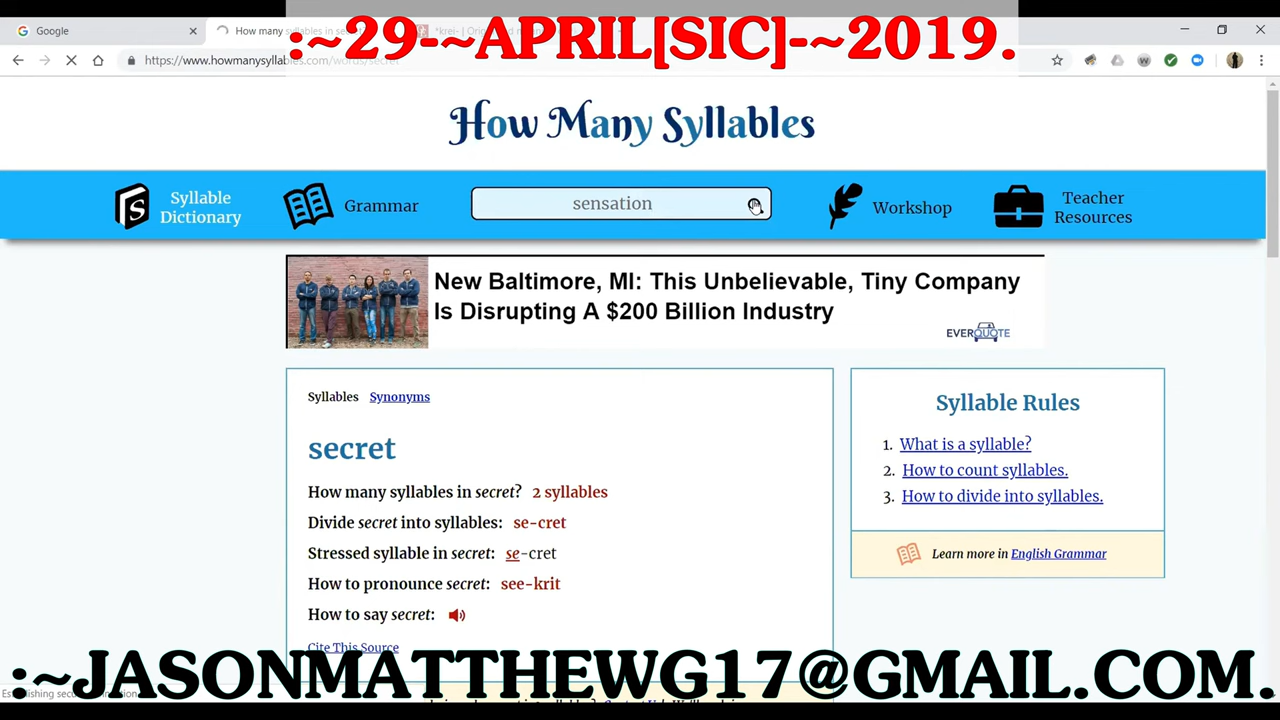 :~29-~APRIL[SIC]-~2019.
Google
How many syllables in secret
*krei- | Ori
https://www.howmanysyllables.com/words/secret
How Many Syllables
Syllable Dictionary
Grammar
sensation
Workshop
Teacher Resources
New Baltimore, MI: This Unbelievable, Tiny Company
Is Disrupting A $200 Billion Industry
EVERQUOTE
Syllables Synonyms
secret
How many syllables in secret? 2 syllables
Divide secret into syllables: se-cret
Stressed syllable in secret: se-cret
How to pronounce secret: see-krit
How to say secret:
Cite This Source
Syllable Rules
1. What is a syllable?
2. How to count syllables.
3. How to divide into syllables.
Learn more in English Grammar
:~JASONMATTHEWG17@GMAIL.COM.